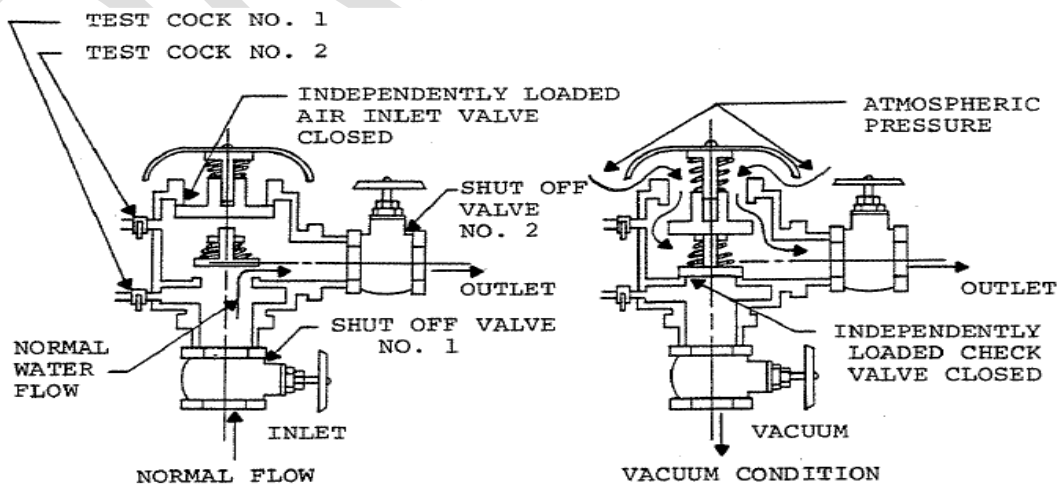 TEST COCK NO. 1
TEST COCK NO. 2
INDEPENDENTLY LOADED
AIR INLET VALVE
CLOSED
SHUT OFF
VALVE
NO. 2
OUTLET
SHUT OFF VALVE
NO. 1
NORMAL
WATER
FLOW
INLET
NORMAL FLOW
ATMOSPHERIC
PRESSURE
OUTLET
INDEPENDENTLY
LOADED CHECK
VALVE CLOSED
VACUUM
VACUUM CONDITION